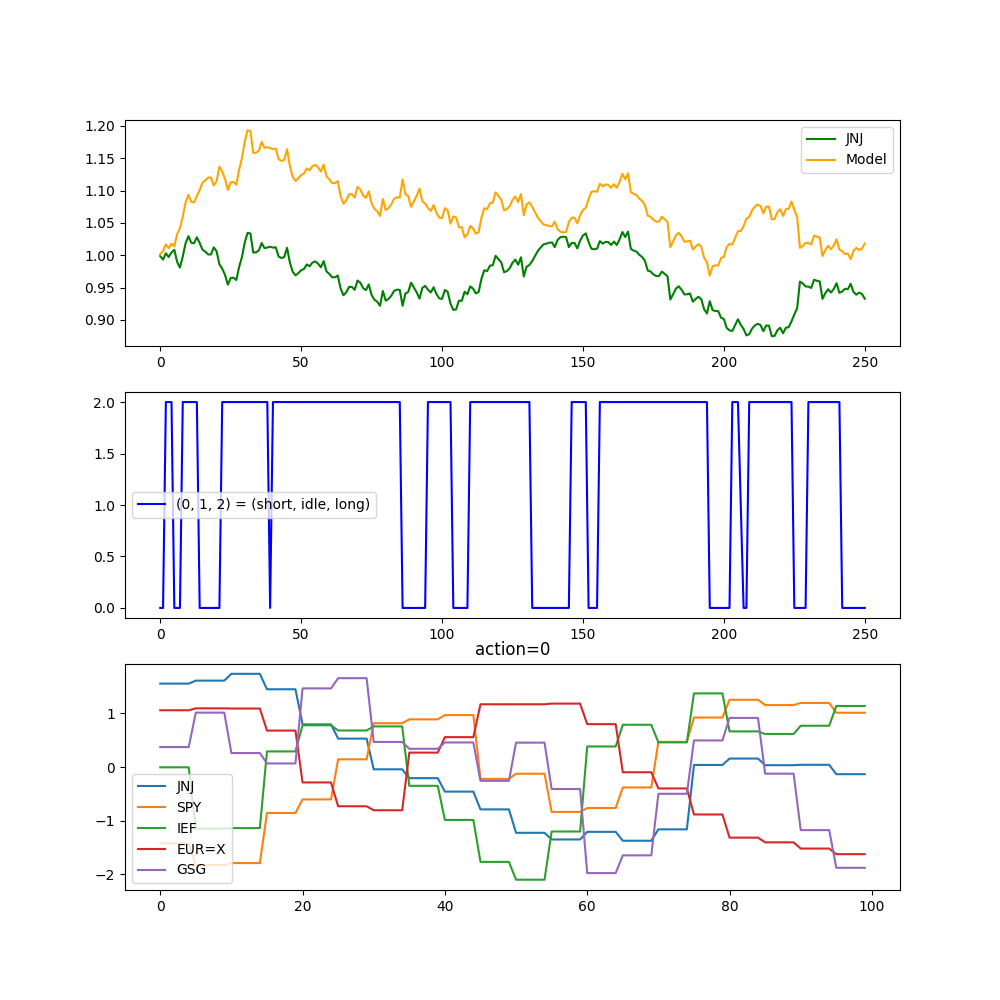 1.20
1.15
1.10
1.05
1.00
0.95
0.90
JNJ
Model
0 50 100 150 200 250
2.0
1.5
1.0
0.5
0.0
(0, 1, 2) = (short, idle, long)
0 50 100 150 200 250
action=0
1
0
−1
−2
JNJ
SPY
IEF
EUR=X
GSG
0 20 40 60 80 100